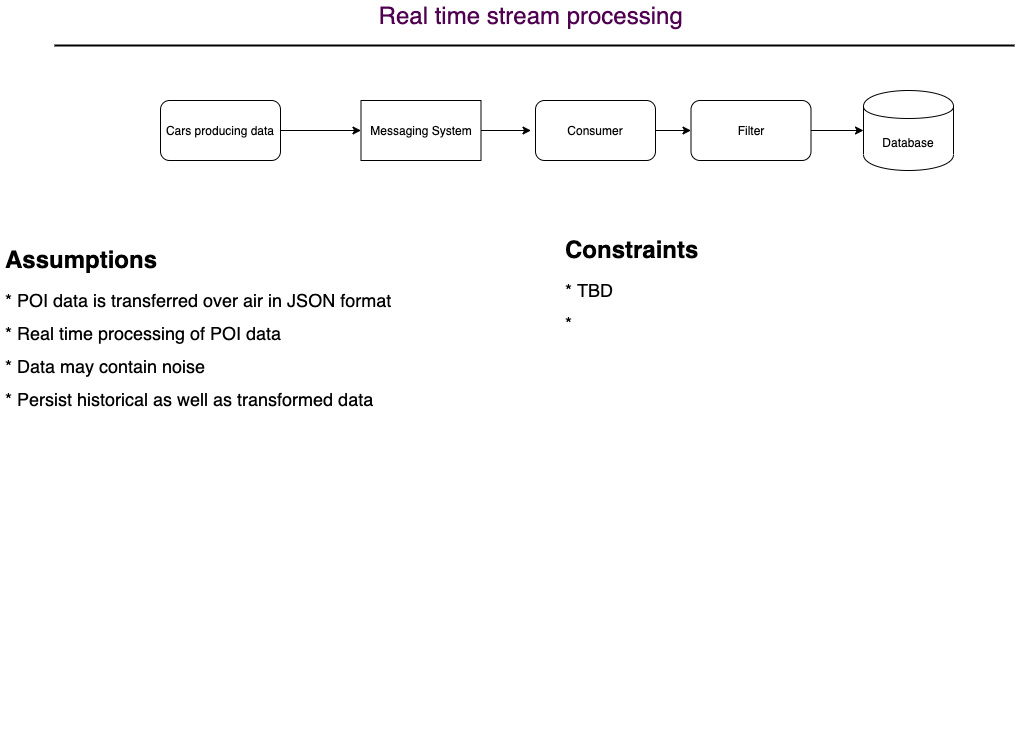 Real time stream processing
Cars producing data
Messaging System
Consumer
Filter
Database
Assumptions
* POI data is transferred over air in JSON format
* Real time processing of POI data
* Data may contain noise
* Persist historical as well as transformed data
Constraints
* TBD
*